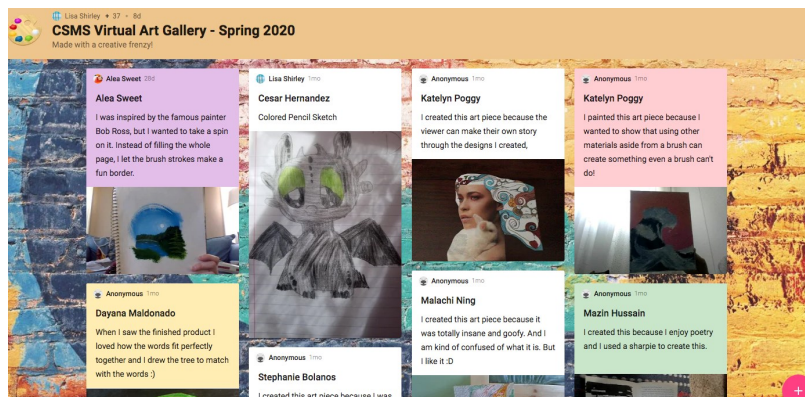 Lisa Shirley • 37 • 8d
CSMS Virtual Art Gallery - Spring 2020
Made with a creative frenzy!
Alea Sweet 28d
Alea Sweet
I was inspired by the famous painter
Bob Ross, but I wanted to take a spin
on it. Instead of filling the whole
page, I let the brush strokes make a
fun border.
Anonymous 1mo
Dayana Maldonado
When I saw the finished product I
loved how the words fit perfectly
together and I drew the tree to match
with the words :)
Lisa Shirley 1mo
Cesar Hernandez
Colored Pencil Sketch
Anonymous 1mo
Stephanie Bolanos
I created this art piece because I was
Anonymous 1mo
Katelyn Poggy
I created this art piece because the
viewer can make their own story
through the designs I created,
Anonymous 1mo
Malachi Ning
I created this art piece because it
was totally insane and goofy. And I
am kind of confused of what it is. But
I like it :D
Anonymous 1mo
Katelyn Poggy
I painted this art piece because I
wanted to show that using other
materials aside from a brush can
create something even a brush can't
do!
Anonymous 1mo
Mazin Hussain
I created this because I enjoy poetry
and I used a sharpie to create this.